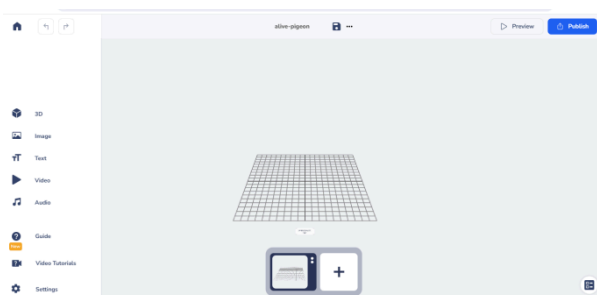 alive-pigeon
Preview
Publish
3D
Image
Text
Video
Audio
Guide
Video Tutorials
Settings